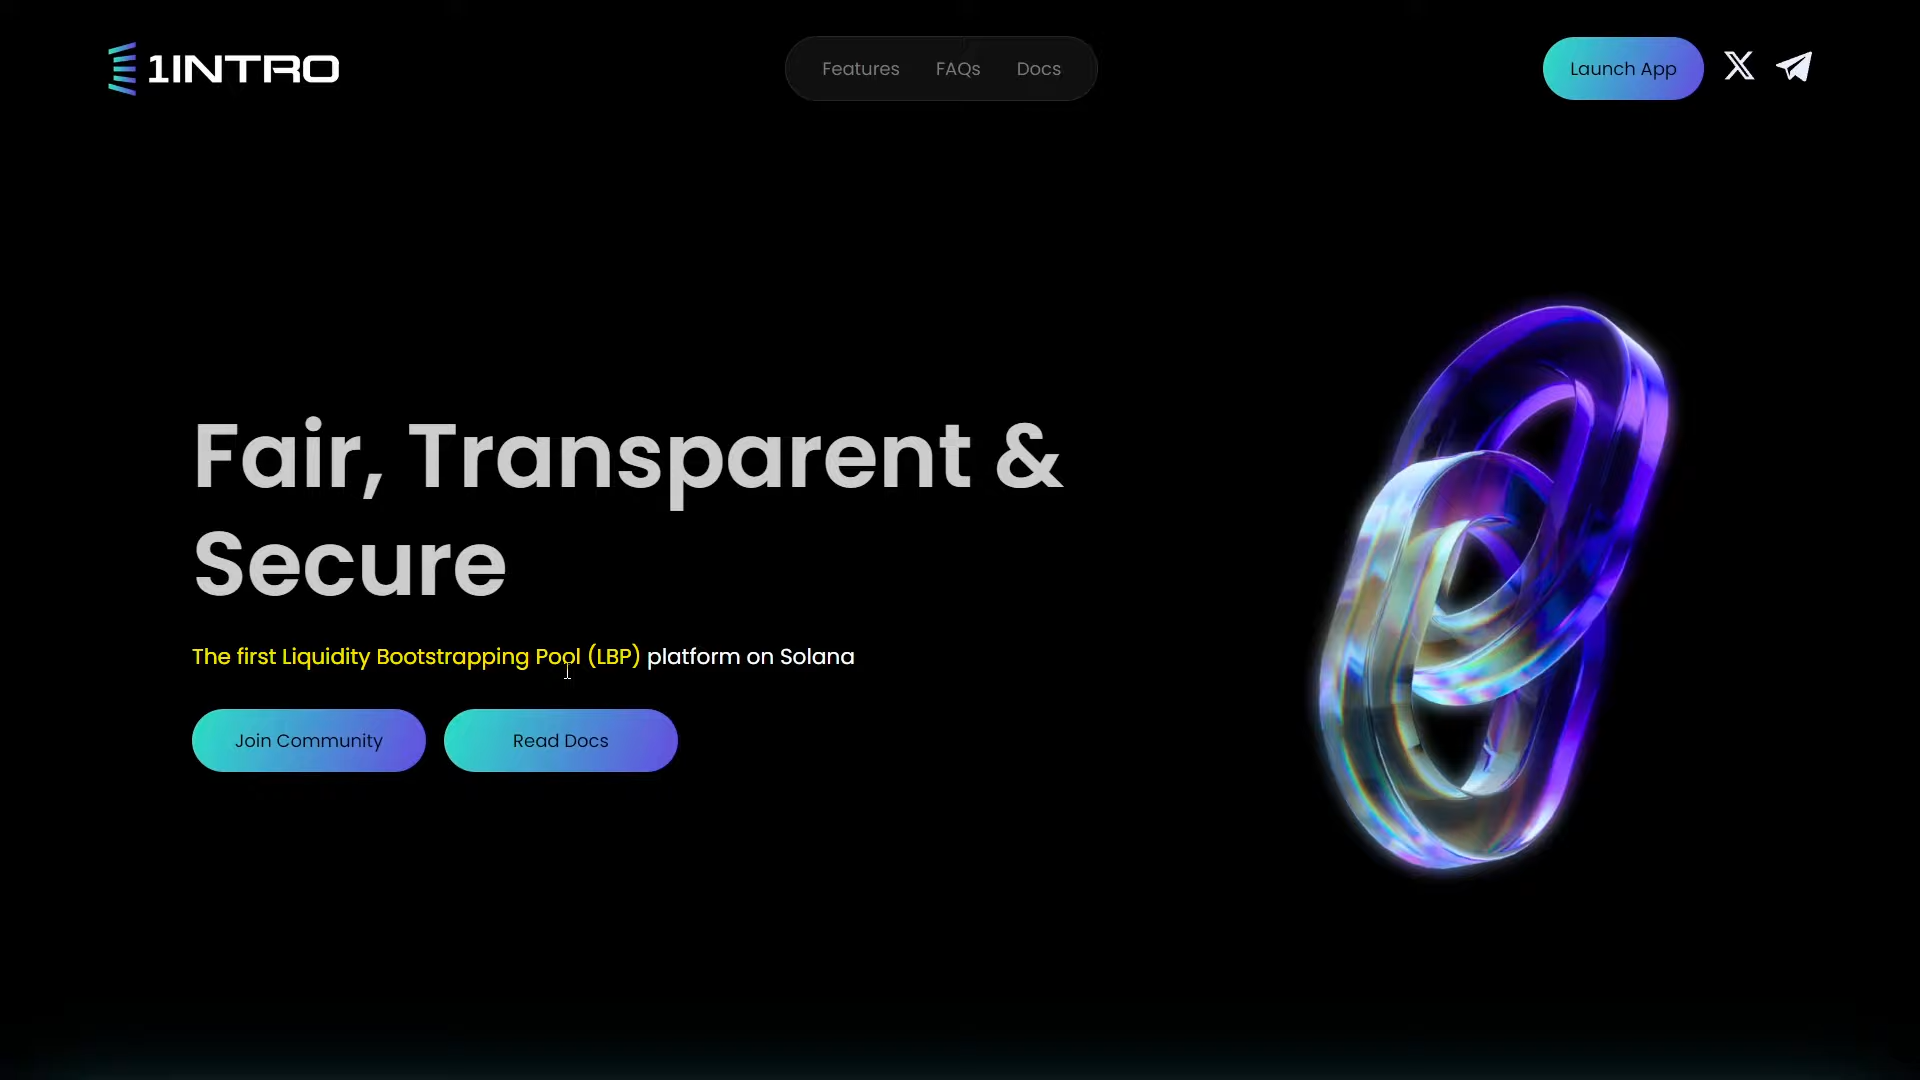 1INTRO
Features FAQs Docs
Launch App
Fair, Transparent &
Secure
The first Liquidity Bootstrapping Pool (LBP) platform on Solana
Join Community
Read Docs